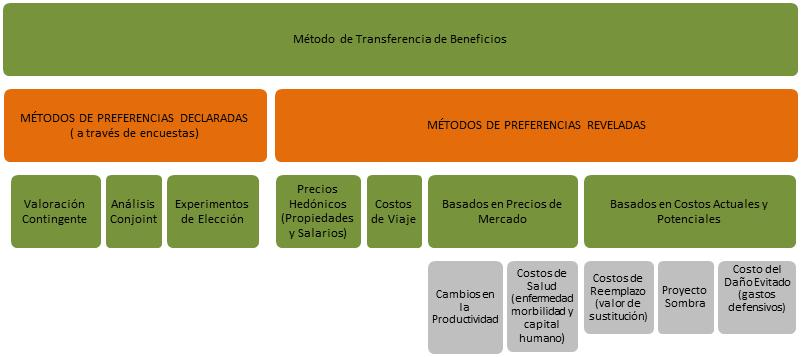 Método de Transferencia de Beneficios
MÉTODOS DE PREFERENCIAS DECLARADAS
( a través de encuestas)
MÉTODOS DE PREFERENCIAS REVELADAS
Valoración
Contingente
Análisis
Conjoint
Experimentos
de Elección
Precios
Hedónicos
(Propiedades
y Salarios)
Costos
de Viaje
Basados en Precios de
Mercado
Basados en Costos Actuales y
Potenciales
Cambios en
la
Productividad
Costos de
Salud
(enfermedad
morbilidad y
capital
humano)
Costos de
Reemplazo
(valor de
sustitución)
Proyecto
Sombra
Costo del
Daño Evitado
(gastos
defensivos)